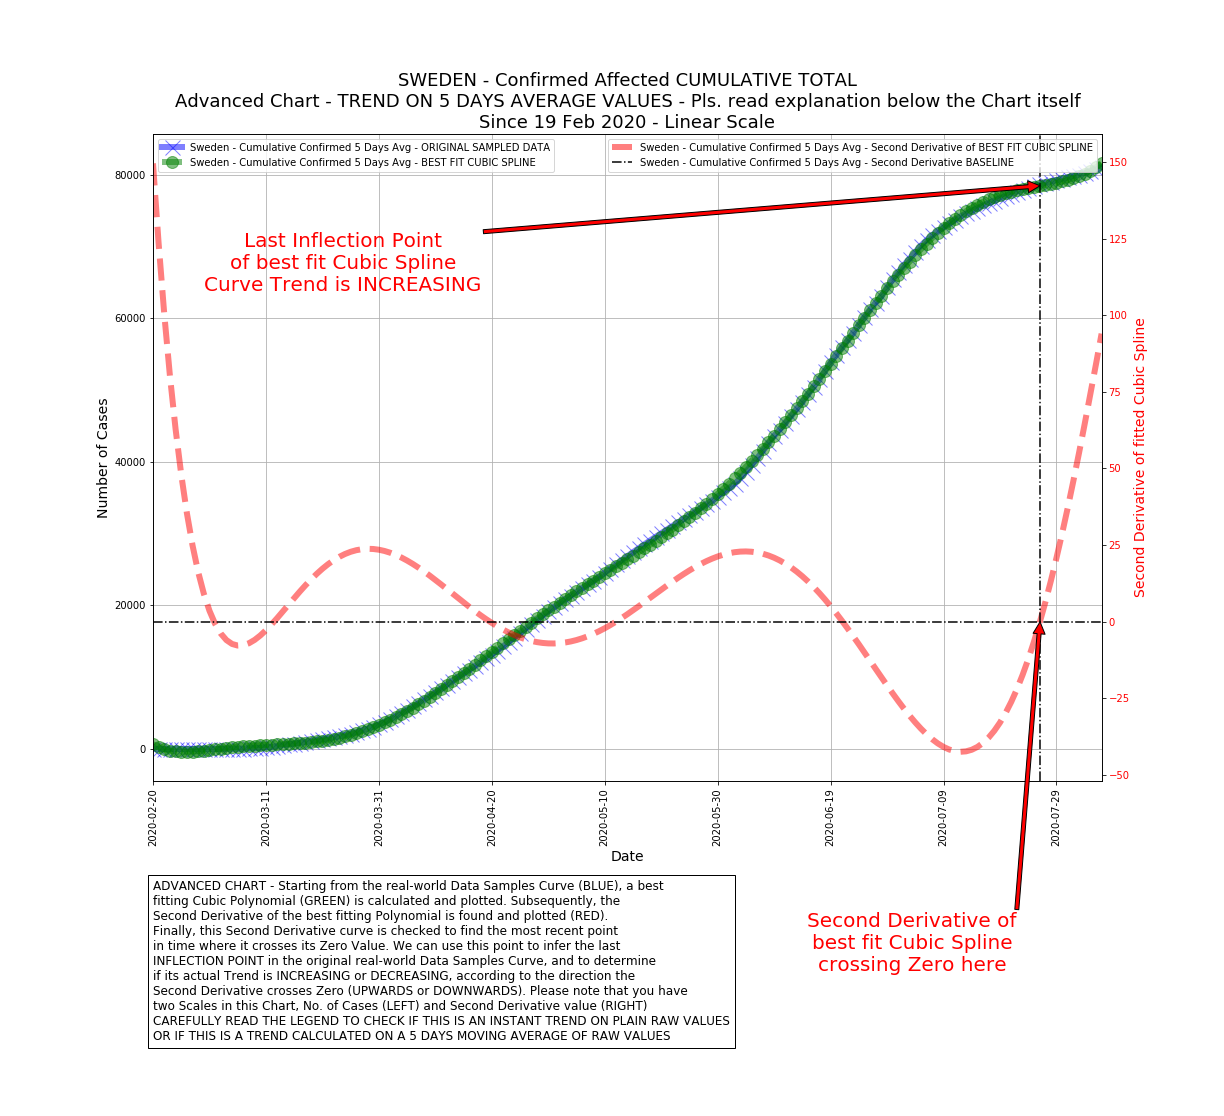 SWEDEN - Confirmed Affected CUMULATIVE TOTAL
Advanced Chart - TREND ON 5 DAYS AVERAGE VALUES - Pls. read explanation below the Chart itself
Since 19 Feb 2020 - Linear Scale
Sweden - Cumulative Confirmed 5 Days Avg - ORIGINAL SAMPLED DATA
Sweden - Cumulative Confirmed 5 Days Avg - BEST FIT CUBIC SPLINE
Sweden - Cumulative Confirmed 5 Days Avg - Second Derivative of BEST FIT CUBIC SPLINE
Sweden - Cumulative Confirmed 5 Days Avg - Second Derivative BASELINE
Last Inflection Point
of best fit Cubic Spline
Curve Trend is INCREASING
Number of Cases
80000
60000
40000
20000
0
150
125
100
75
50
25
0
−25
−50
Second Derivative of fitted Cubic Spline
2020-02-20
2020-03-11
2020-03-31
2020-04-20
2020-05-10
2020-05-30
2020-06-19
2020-07-09
2020-07-29
Date
ADVANCED CHART - Starting from the real-world Data Samples Curve (BLUE), a best
fitting Cubic Polynomial (GREEN) is calculated and plotted. Subsequently, the
Second Derivative of the best fitting Polynomial is found and plotted (RED).
Finally, this Second Derivative curve is checked to find the most recent point
in time where it crosses its Zero Value. We can use this point to infer the last
INFLECTION POINT in the original real-world Data Samples Curve, and to determine
if its actual Trend is INCREASING or DECREASING, according to the direction the
Second Derivative crosses Zero (UPWARDS or DOWNWARDS). Please note that you have
two Scales in this Chart, No. of Cases (LEFT) and Second Derivative value (RIGHT)
CAREFULLY READ THE LEGEND TO CHECK IF THIS IS AN INSTANT TREND ON PLAIN RAW VALUES
OR IF THIS IS A TREND CALCULATED ON A 5 DAYS MOVING AVERAGE OF RAW VALUES
Second Derivative of
best fit Cubic Spline
crossing Zero here